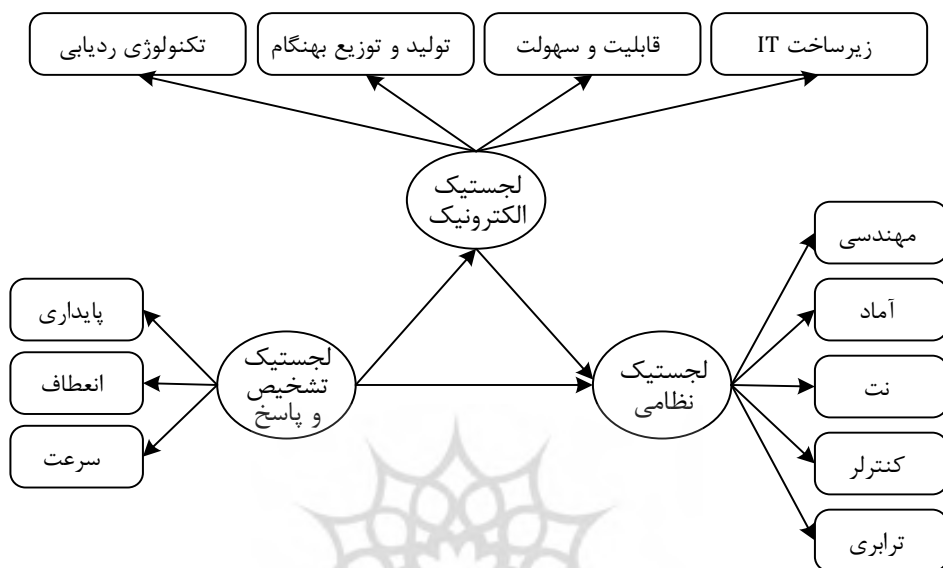 زیرساخت IT
قابلیت و سهولت
تولید و توزیع بهنگام
تکنولوژی ردیابی
لجستیک
الکترونیک
مهندسی
آماد
نت
کنترلر
ترابری
لجستیک
نظامی
لجستیک
تشخیص
و پاسخ
پایداری
انعطاف
سرعت